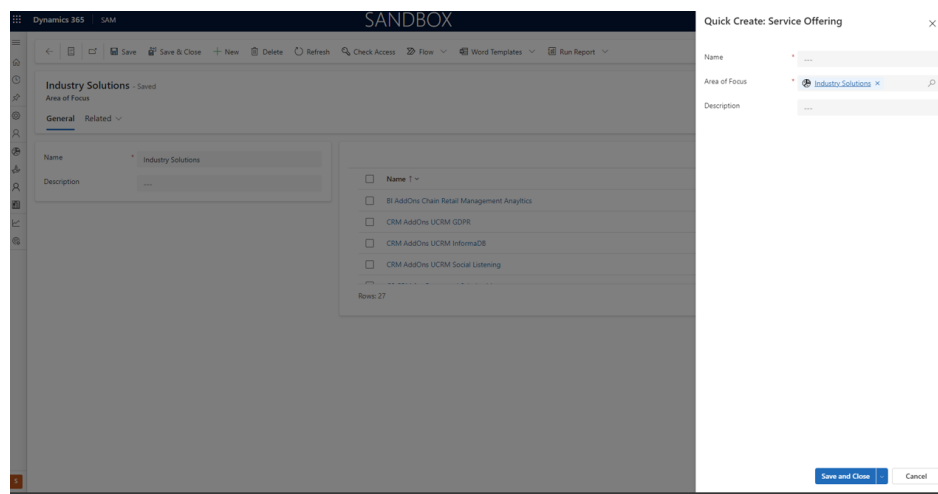 Dynamics 365 SAM
SANDBOX
Save Save & Close New Delete Refresh Check Access Flow Word Templates Run Report
Industry Solutions - Saved
Area of Focus
General Related
Name * Industry Solutions
Description ---
Name ↑
BI AddOns Chain Retail Management Anayltics
CRM AddOns UCRM GDPR
CRM AddOns UCRM InformaDB
CRM AddOns UCRM Social Listening
Rows: 27
S
Quick Create: Service Offering
Name * ---
Area of Focus * Industry Solutions
Description ---
Save and Close Cancel